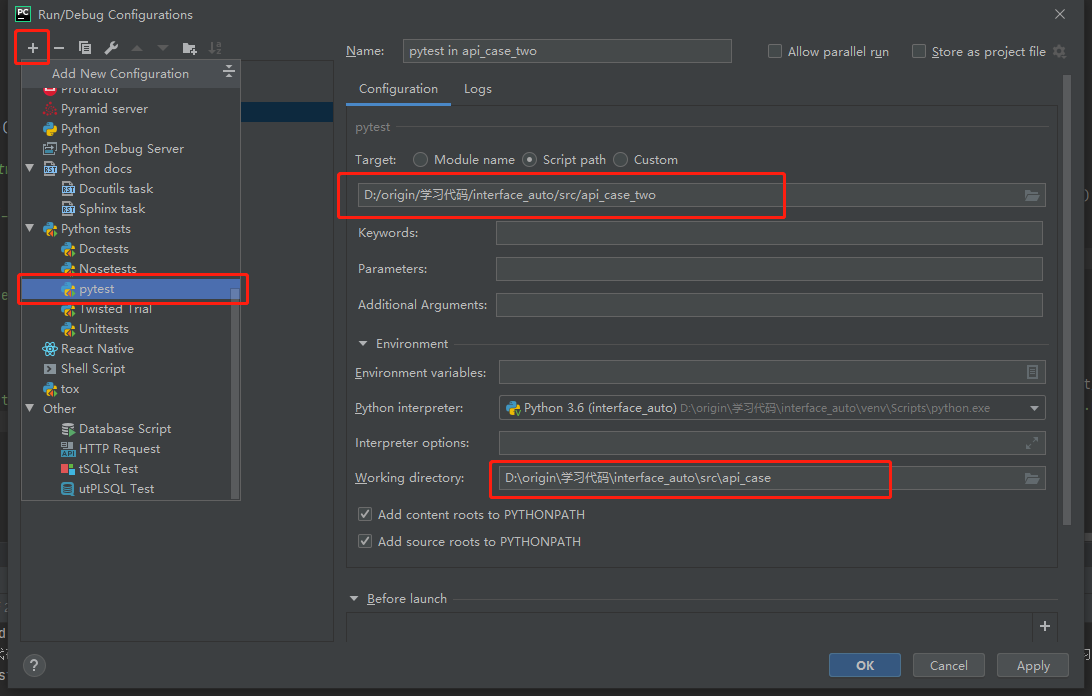 PC Run/Debug Configurations
Add New Configuration
Protractor
Pyramid server
Python
Python Debug Server
Python docs
Docutils task
Sphinx task
Python tests
Doctests
Nosetests
pytest
Twisted Trial
Unittests
React Native
Shell Script
tox
Other
Database Script
HTTP Request
tSQLt Test
utPLSQL Test
Name: pytest in api_case_two
Allow parallel run
Store as project file
Configuration
Logs
pytest
Target: Module name Script path Custom
D:/origin/学习代码/interface_auto/src/api_case_two
Keywords:
Parameters:
Additional Arguments:
Environment
Environment variables:
Python interpreter: Python 3.6 (interface_auto) D:\origin\学习代码\interface_auto\venv\Scripts\python.exe
Interpreter options:
Working directory: D:\origin\学习代码\interface_auto\src\api_case
Add content roots to PYTHONPATH
Add source roots to PYTHONPATH
Before launch
?
OK
Cancel
Apply